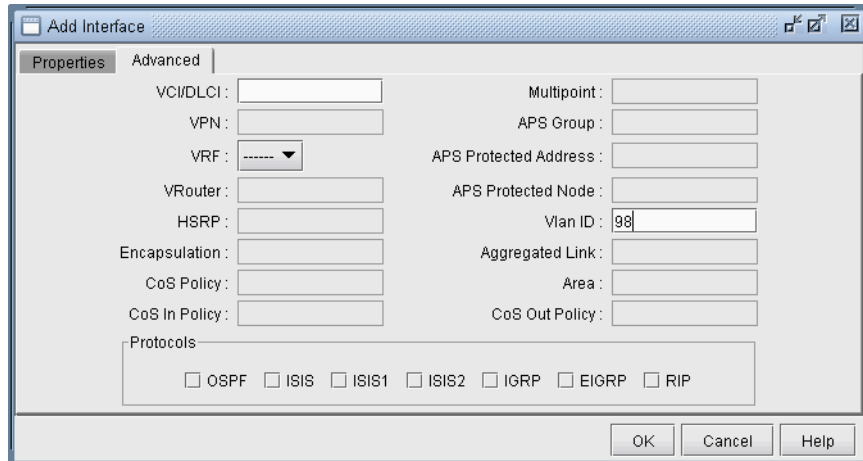 Add Interface
Properties Advanced
VCI/DLCI : Multipoint :
VPN : APS Group :
VRF : ------ APS Protected Address :
VRouter : APS Protected Node :
HSRP : Vlan ID : 98
Encapsulation : Aggregated Link :
CoS Policy : Area :
CoS In Policy : CoS Out Policy :
Protocols
OSPF ISIS ISIS1 ISIS2 IGRP EIGRP RIP
OK Cancel Help